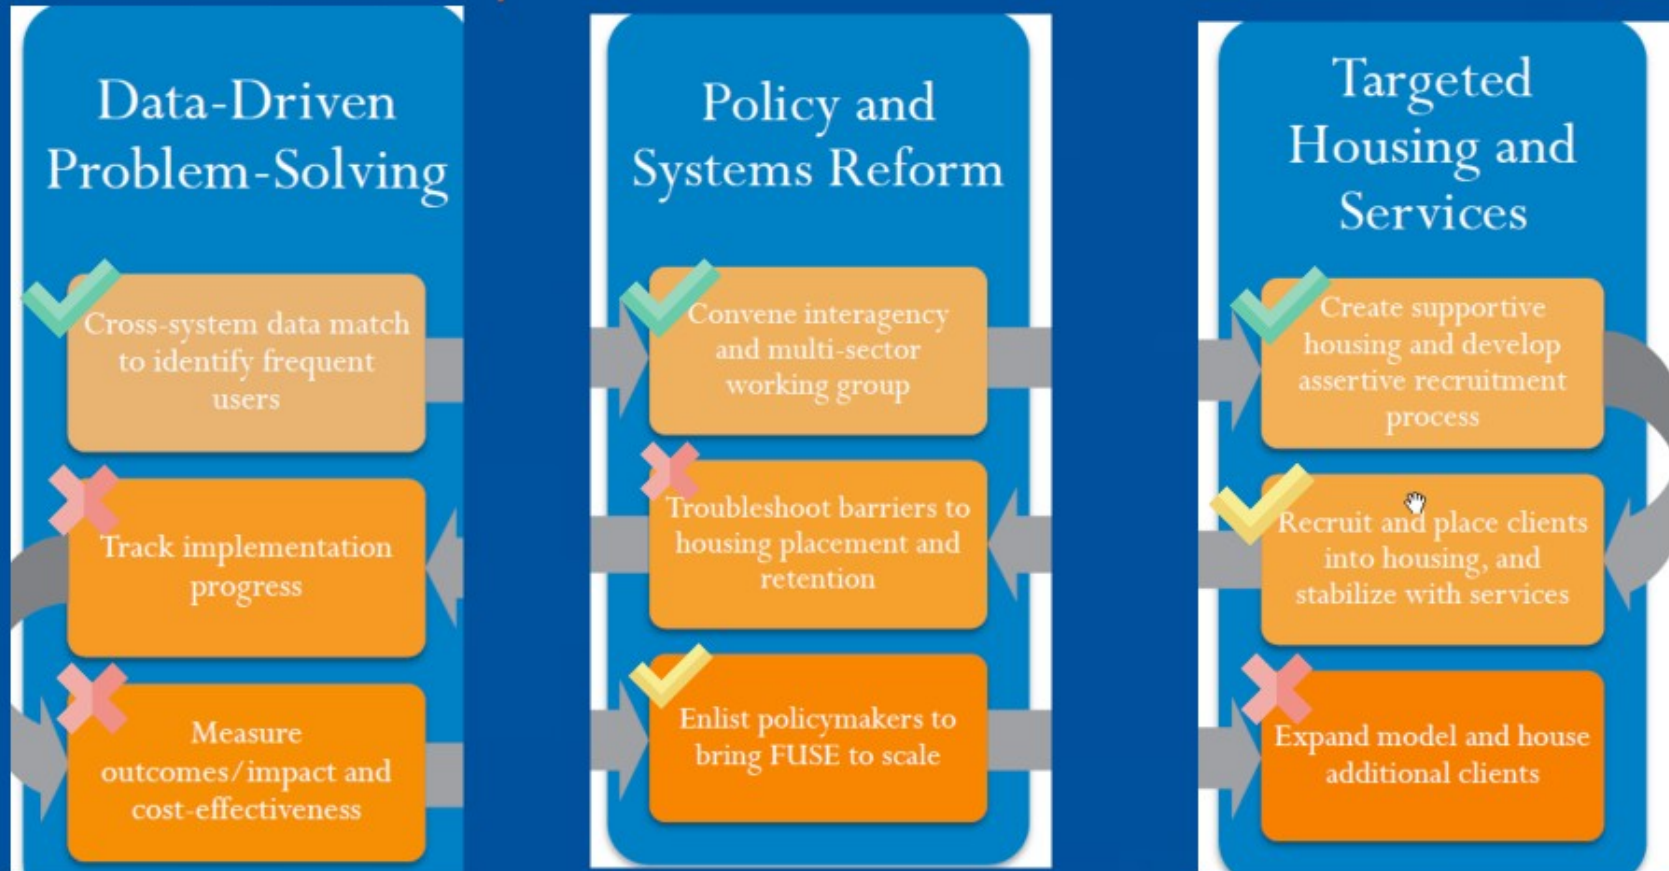 Data-Driven
Problem-Solving
Cross-system data match
to identify frequent
users
Track implementation
progress
Measure
outcomes/impact and
cost-effectiveness
Policy and
Systems Reform
Convene interagency
and multi-sector
working group
Troubleshoot barriers to
housing placement and
retention
Enlist policymakers to
bring FUSE to scale
Targeted
Housing and
Services
Create supportive
housing and develop
assertive recruitment
process
Recruit and place clients
into housing, and
stabilize with services
Expand model and house
additional clients